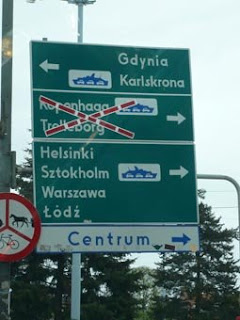 Gdynia
Karlskrona
Kopenhaga
Trelleborg
Helsinki
Sztokholm
Warszawa
Łódź
Centrum